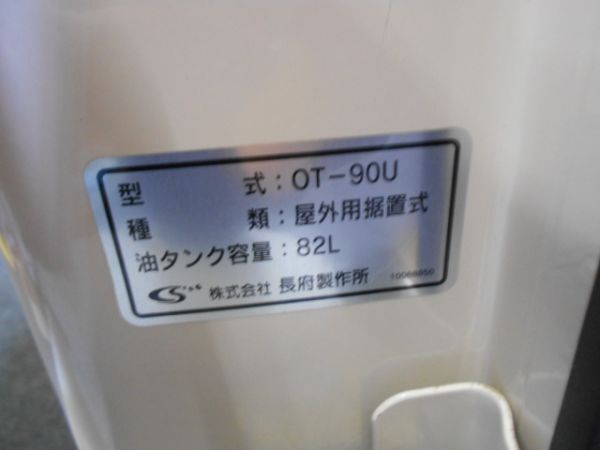 型 式 : OT-90U
種 類 : 屋外用据置式
油タンク容量 : 82L
株式会社 長府製作所